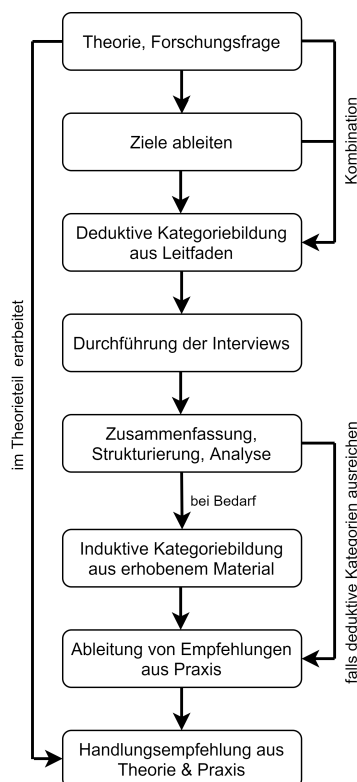 Theorie, Forschungsfrage
Kombination
Ziele ableiten
Deduktive Kategoriebildung
aus Leitfaden
im Theorieteil erarbeitet
Durchführung der Interviews
Zusammenfassung,
Strukturierung, Analyse
bei Bedarf
falls deduktive Kategorien ausreichen
Induktive Kategoriebildung
aus erhobenem Material
Ableitung von Empfehlungen
aus Praxis
Handlungsempfehlung aus
Theorie & Praxis